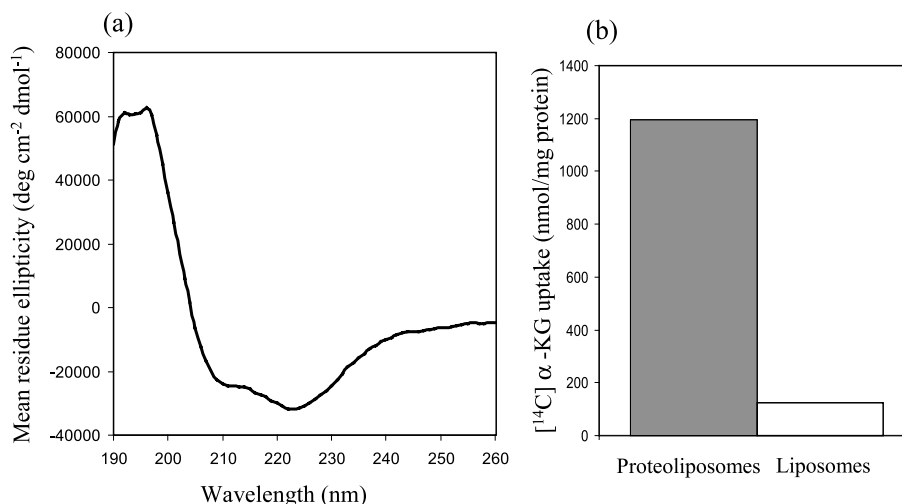 (a)
Mean residue ellipticity (deg cm-2 dmol-1)
80000
60000
40000
20000
0
-20000
-40000
190 200 210 220 230 240 250 260
Wavelength (nm)
(b)
[14C] α -KG uptake (nmol/mg protein)
1400
1200
1000
800
600
400
200
0
Proteoliposomes Liposomes